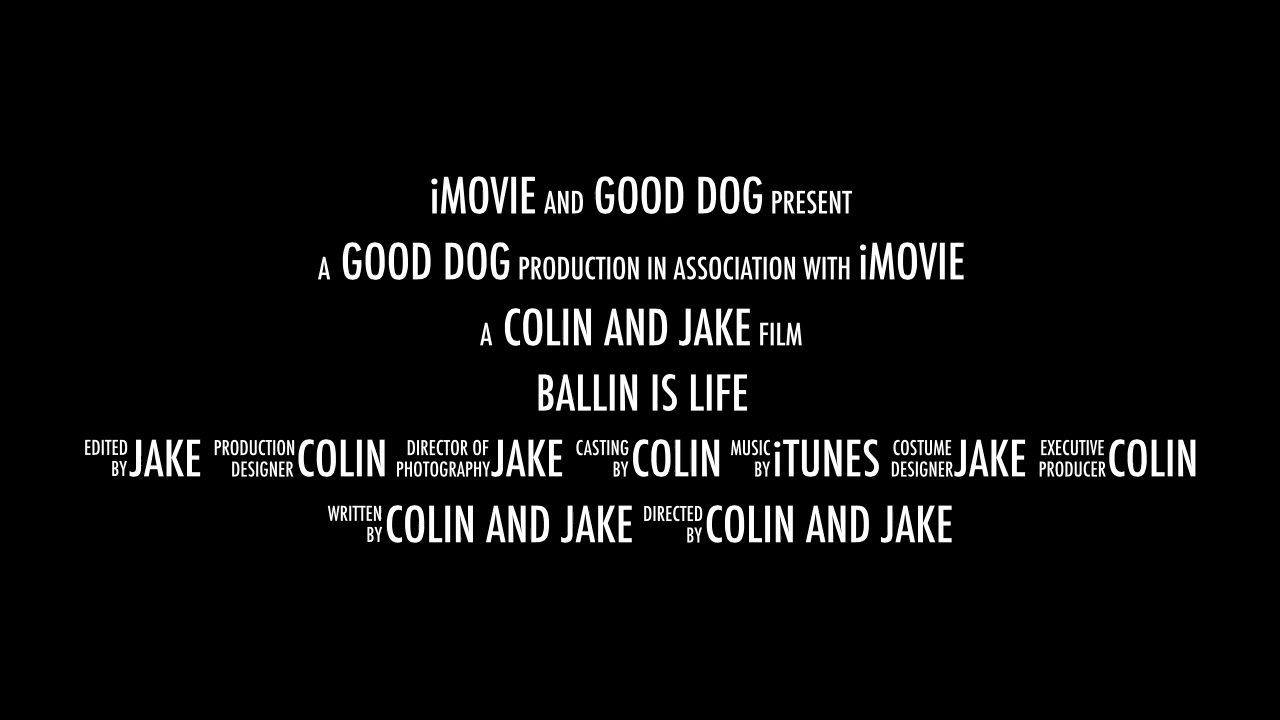 iMOVIE AND GOOD DOG PRESENT
A GOOD DOG PRODUCTION IN ASSOCIATION WITH iMOVIE
A COLIN AND JAKE FILM
BALLIN IS LIFE
EDITED BY JAKE PRODUCTION DESIGNER COLIN DIRECTOR OF PHOTOGRAPHY JAKE CASTING BY COLIN MUSIC BY iTUNES COSTUME DESIGNER JAKE EXECUTIVE PRODUCER COLIN
WRITTEN BY COLIN AND JAKE DIRECTED BY COLIN AND JAKE